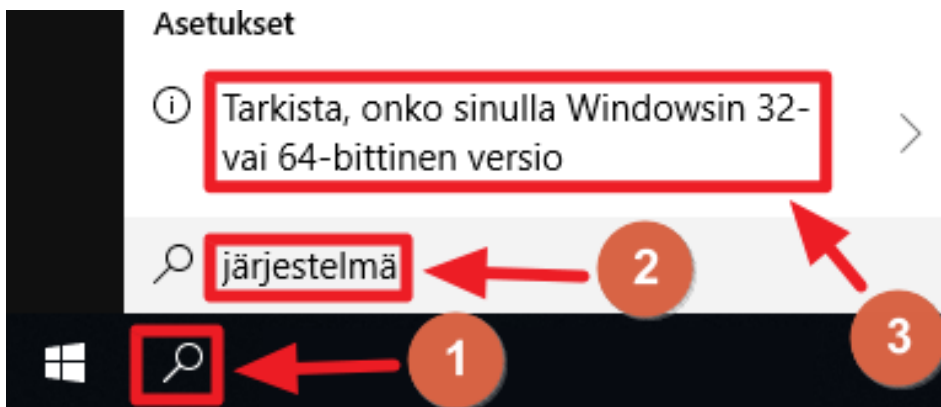 Asetukset
Tarkista, onko sinulla Windowsin 32-
vai 64-bittinen versio
järjestelmä
2
3
1